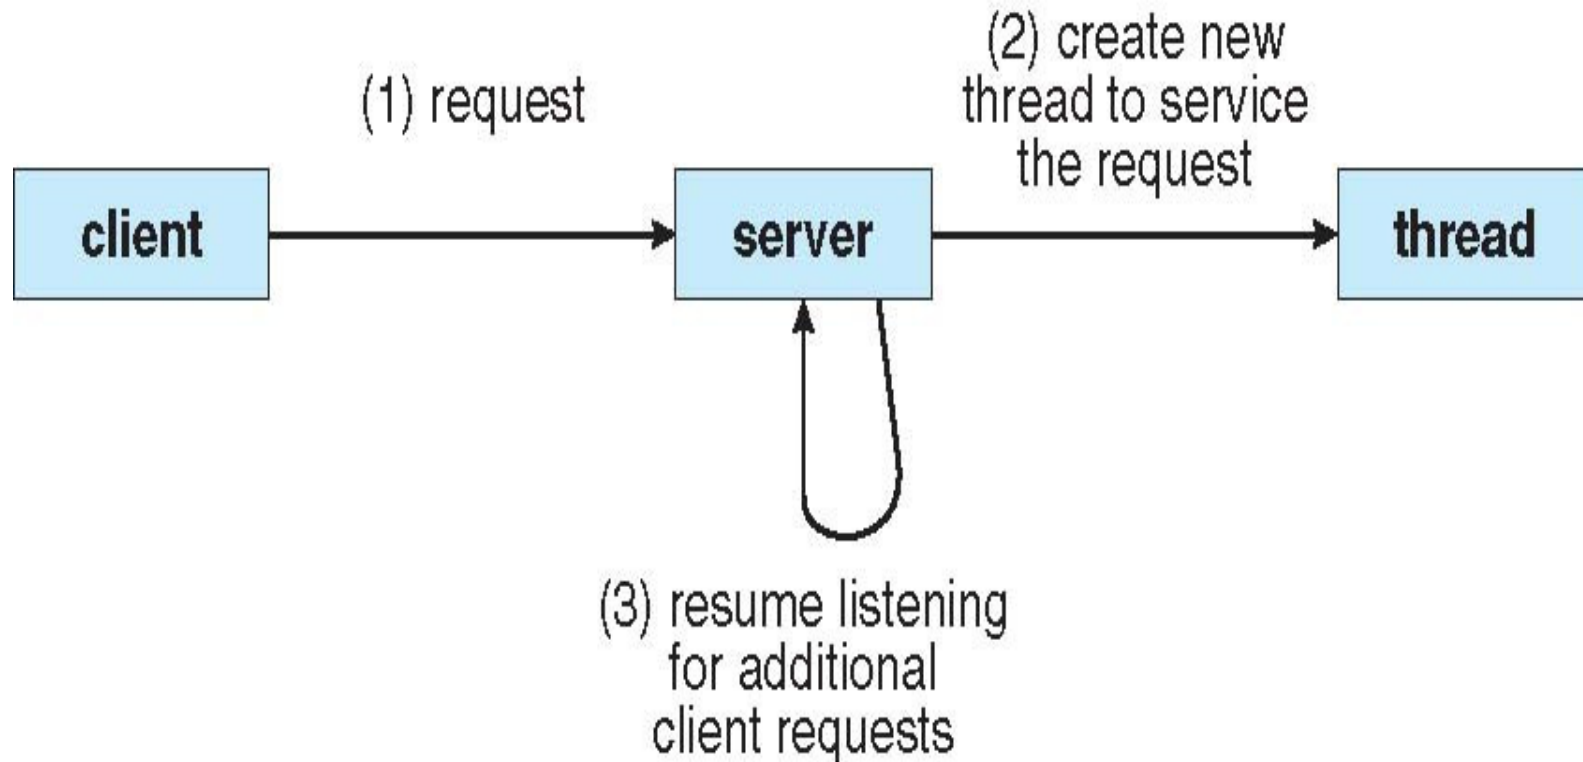 (1) request
(2) create new
thread to service
the request
client
server
thread
(3) resume listening
for additional
client requests